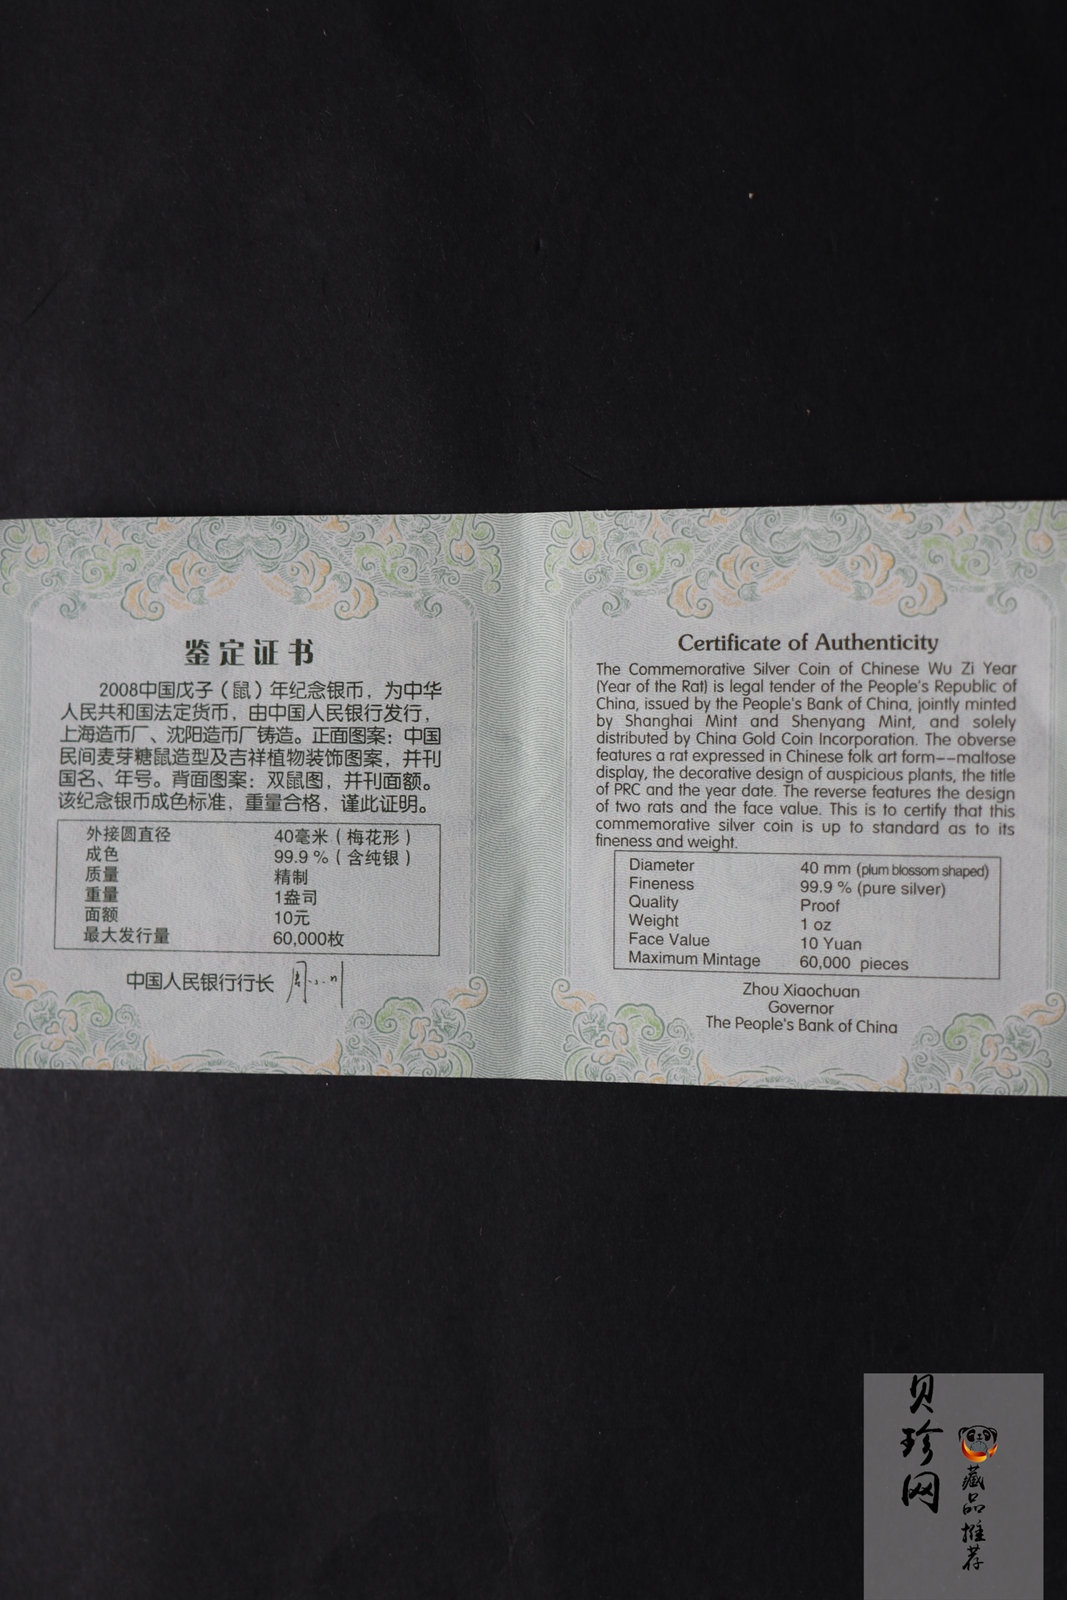 鉴定证书
2008中国戊子（鼠）年纪念银币，为中华
人民共和国法定货币，由中国人民银行发行，
上海造币厂、沈阳造币厂铸造。正面图案：中国
民间麦芽糖鼠造型及吉祥植物装饰图案，并刊
国名、年号。背面图案：双鼠图，并刊面额。
该纪念银币成色标准，重量合格，谨此证明。
外接圆直径 40毫米（梅花形）
成色 99.9％（含纯银）
质量 精制
重量 1盎司
面额 10元
最大发行量 60,000枚
中国人民银行行长
Certificate of Authenticity
The Commemorative Silver Coin of Chinese Wu Zi Year
(Year of the Rat) is legal tender of the People's Republic of
China, issued by the People's Bank of China, jointly minted
by Shanghai Mint and Shenyang Mint, and solely
distributed by China Gold Coin Incorporation. The obverse
features a rat expressed in Chinese folk art form--maltose
display, the decorative design of auspicious plants, the title
of PRC and the year date. The reverse features the design
of two rats and the face value. This is to certify that this
commemorative silver coin is up to standard as to its
fineness and weight.
Diameter 40 mm (plum blossom shaped)
Fineness 99.9 % (pure silver)
Quality Proof
Weight 1 oz
Face Value 10 Yuan
Maximum Mintage 60,000 pieces
Zhou Xiaochuan
Governor
The People's Bank of China
贝珍网
藏品推荐